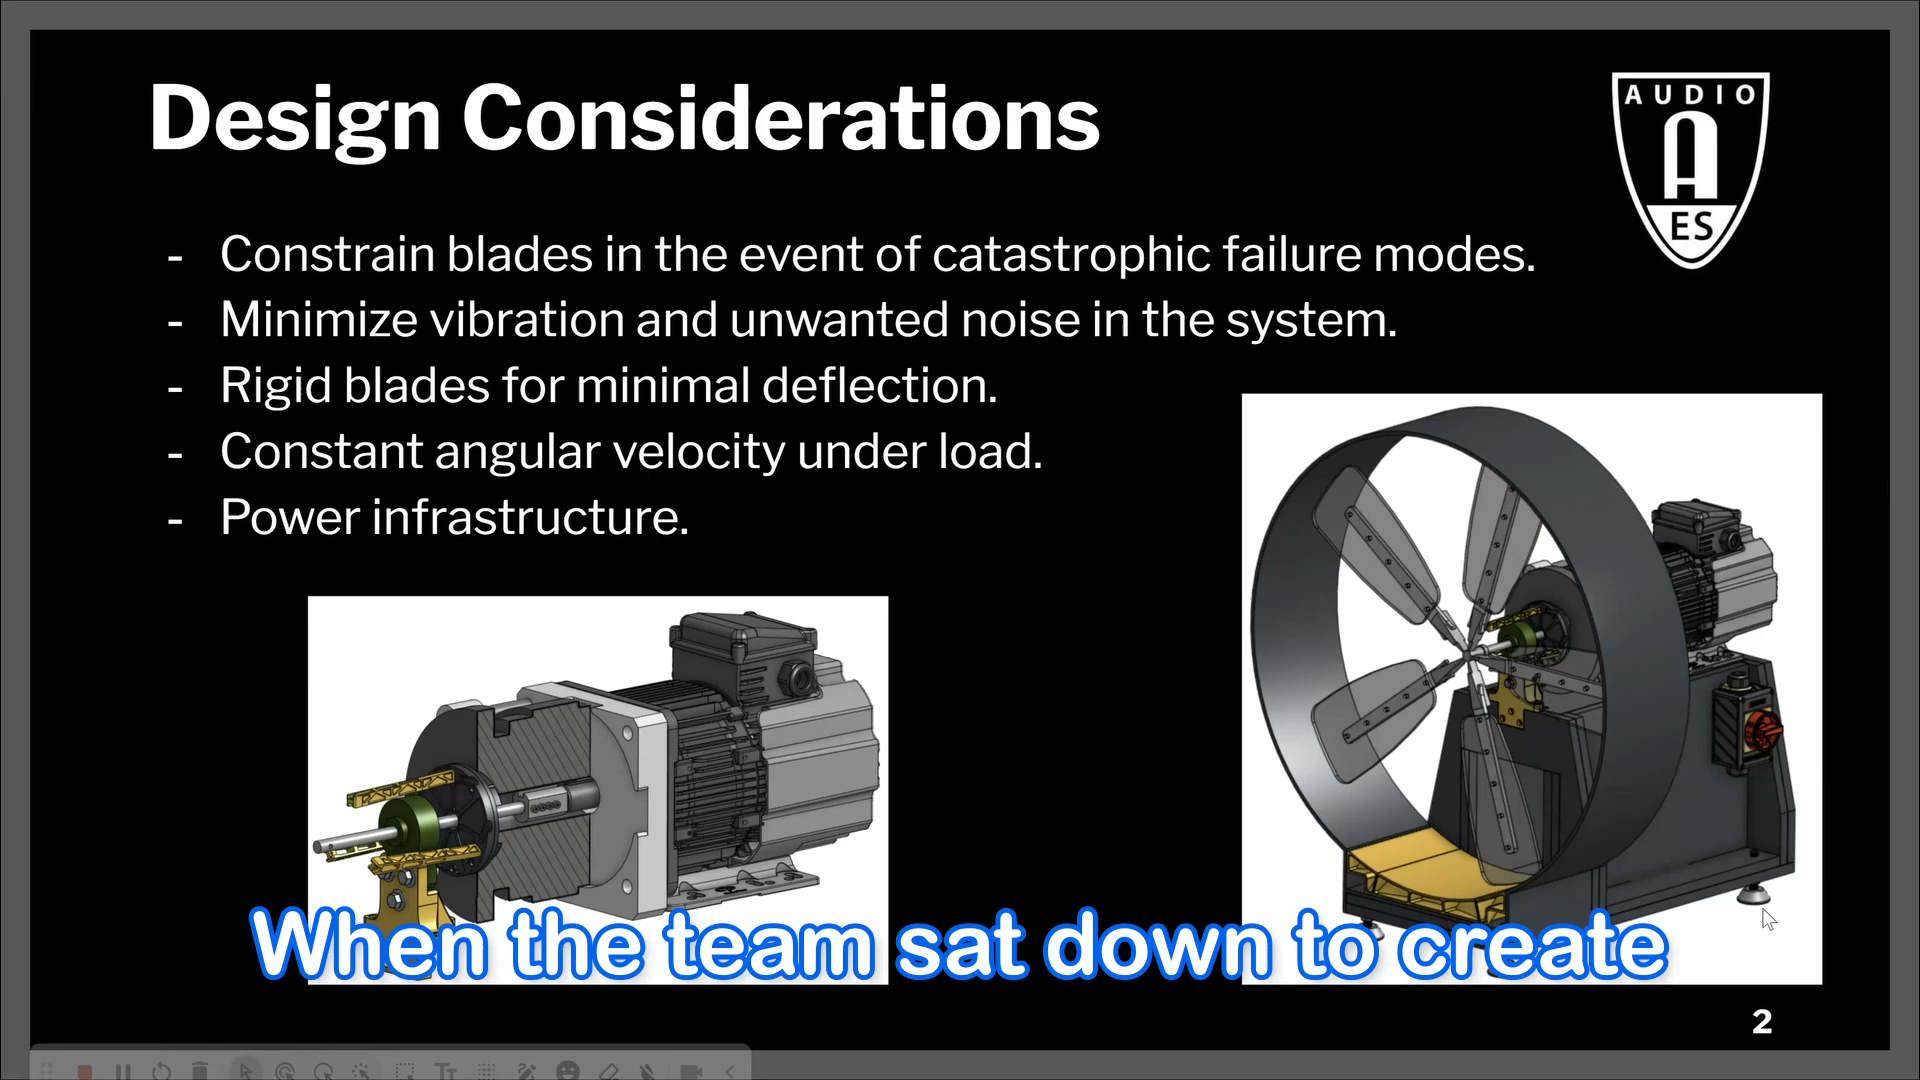 Design Considerations
AUDIO
A
ES
- Constrain blades in the event of catastrophic failure modes.
- Minimize vibration and unwanted noise in the system.
- Rigid blades for minimal deflection.
- Constant angular velocity under load.
- Power infrastructure.
When the team sat down to create
2
Tт